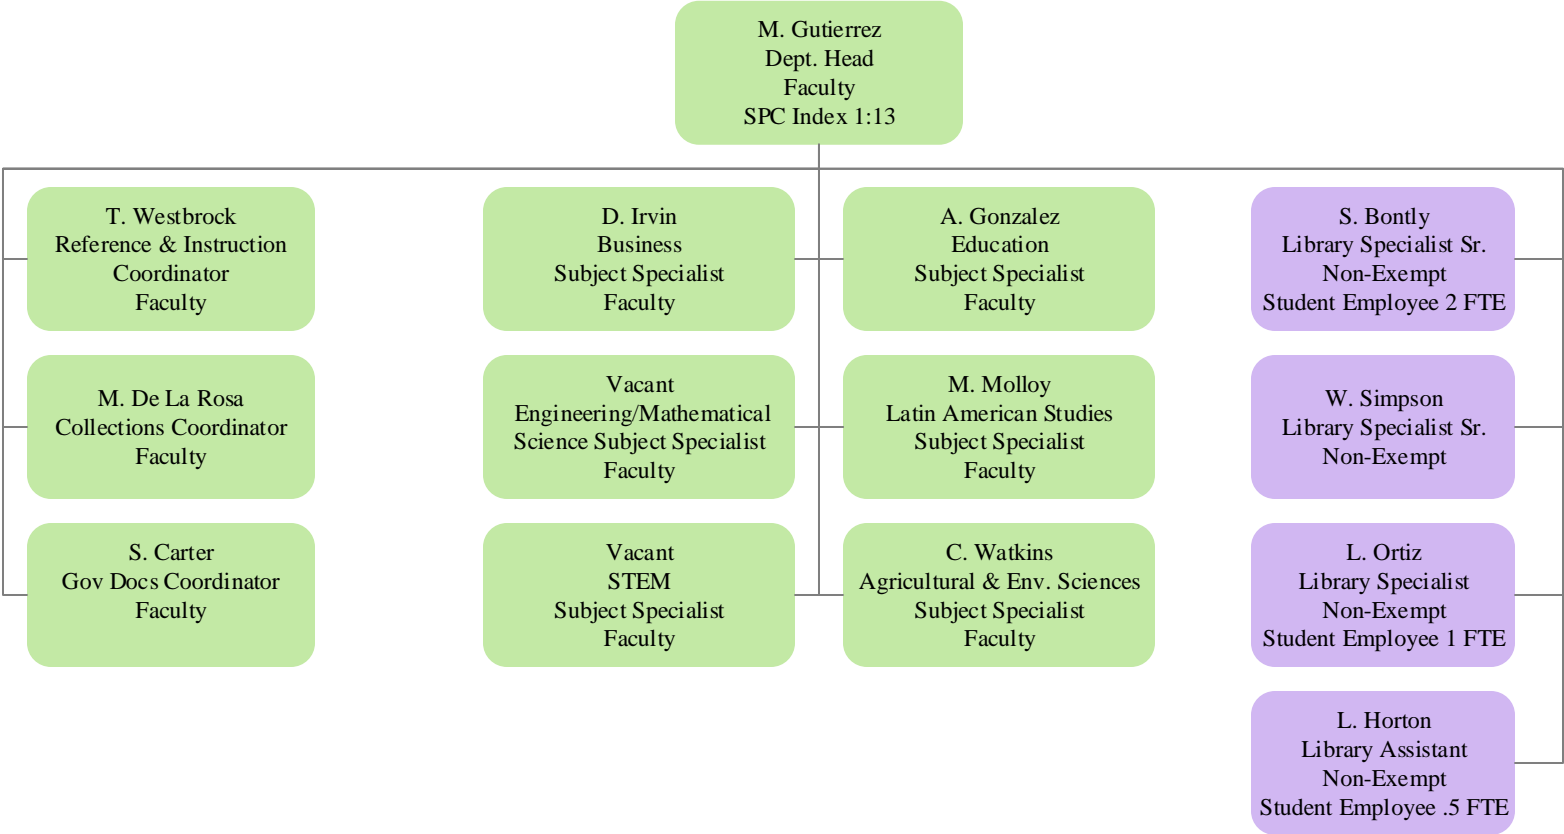 M. Gutierrez
Dept. Head
Faculty
SPC Index 1:13
T. Westbrock
Reference & Instruction
Coordinator
Faculty
M. De La Rosa
Collections Coordinator
Faculty
S. Carter
Gov Docs Coordinator
Faculty
D. Irvin
Business
Subject Specialist
Faculty
Vacant
Engineering/Mathematical
Science Subject Specialist
Faculty
Vacant
STEM
Subject Specialist
Faculty
A. Gonzalez
Education
Subject Specialist
Faculty
M. Molloy
Latin American Studies
Subject Specialist
Faculty
C. Watkins
Agricultural & Env. Sciences
Subject Specialist
Faculty
S. Bontly
Library Specialist Sr.
Non-Exempt
Student Employee 2 FTE
W. Simpson
Library Specialist Sr.
Non-Exempt
L. Ortiz
Library Specialist
Non-Exempt
Student Employee 1 FTE
L. Horton
Library Assistant
Non-Exempt
Student Employee .5 FTE